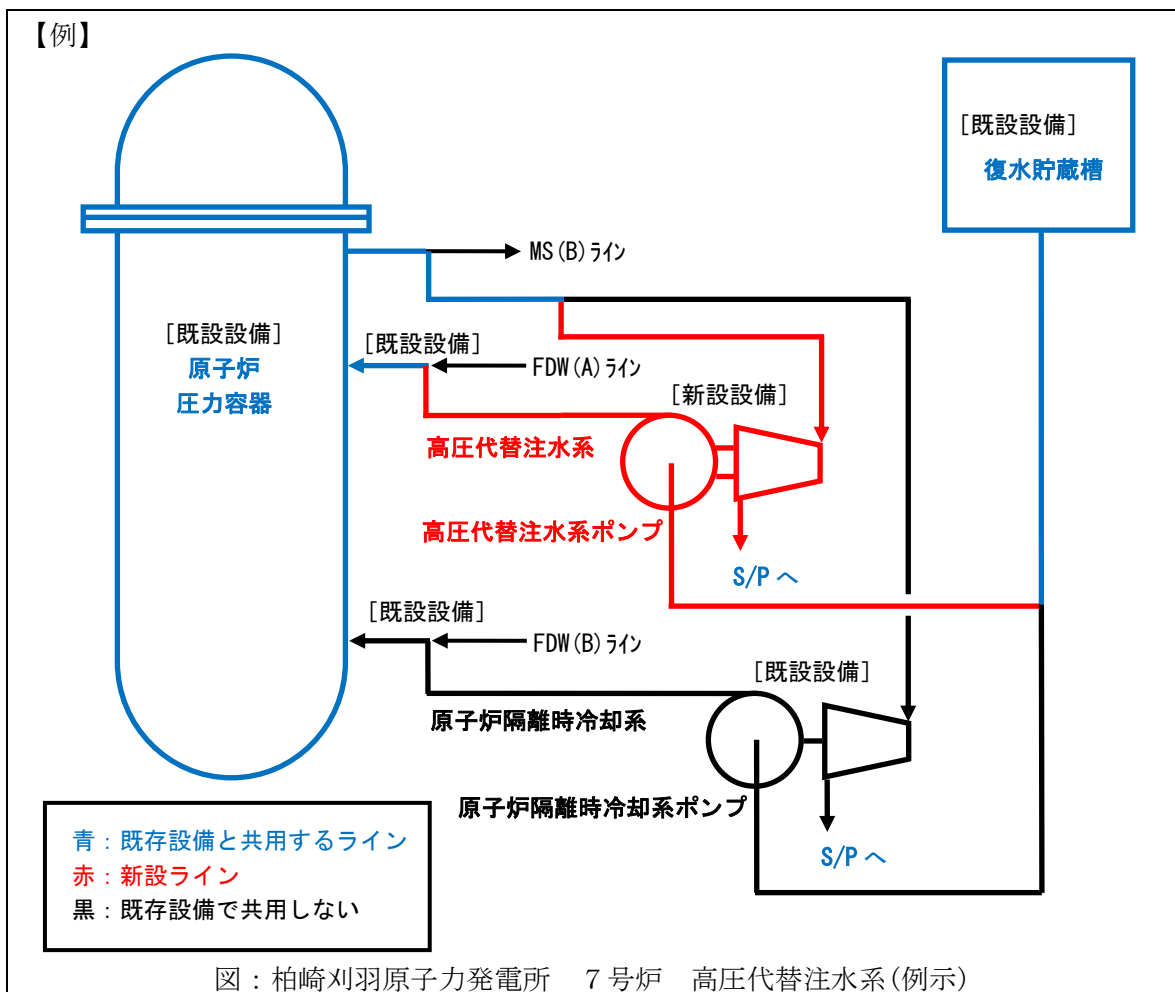 【例】
[既設設備]
復水貯蔵槽
MS(B)ライン
[既設設備]
原子炉
圧力容器
[既設設備]
FDW(A)ライン
[新設設備]
高圧代替注水系
高圧代替注水系ポンプ
S/P へ
[既設設備]
FDW(B)ライン
[既設設備]
原子炉隔離時冷却系
原子炉隔離時冷却系ポンプ
S/P へ
青：既存設備と共用するライン
赤：新設ライン
黒：既存設備で共用しない
図：柏崎刈羽原子力発電所　7号炉　高圧代替注水系(例示)